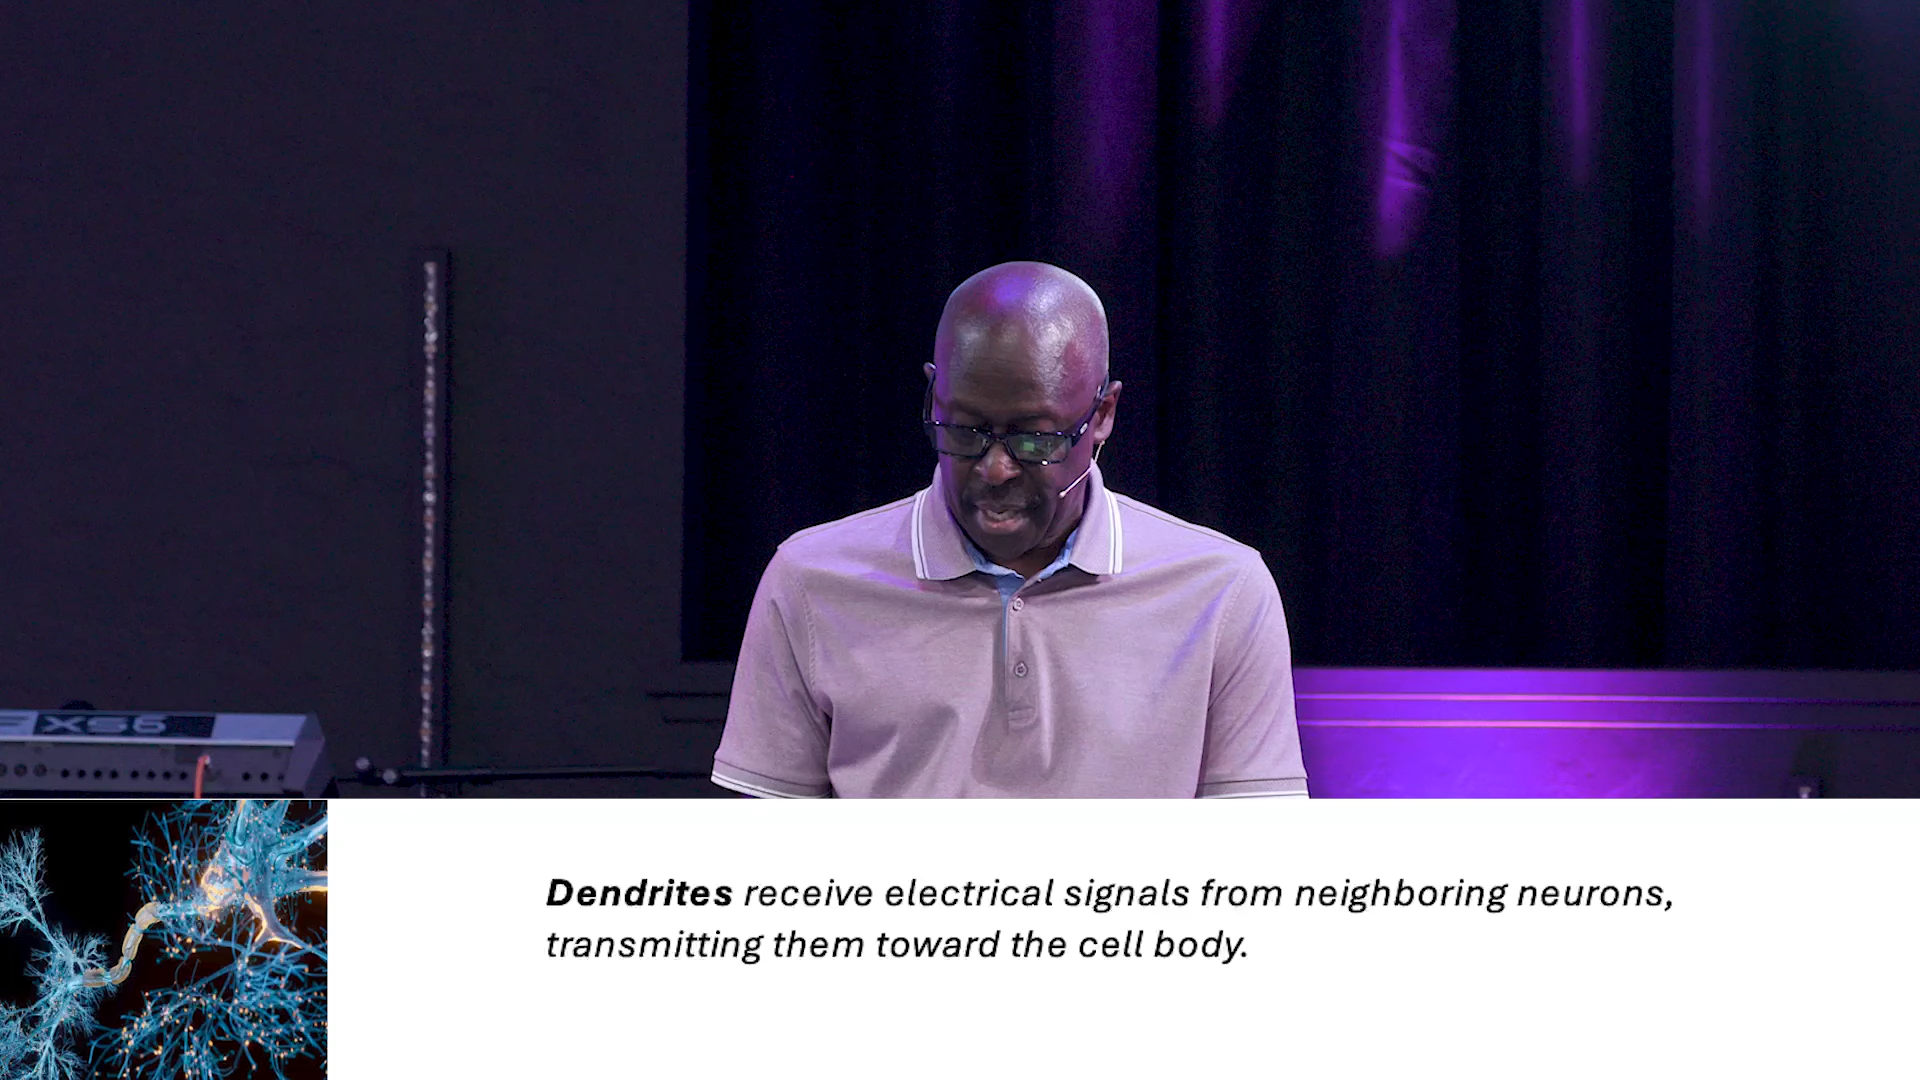 XS6
Dendrites receive electrical signals from neighboring neurons,
transmitting them toward the cell body.